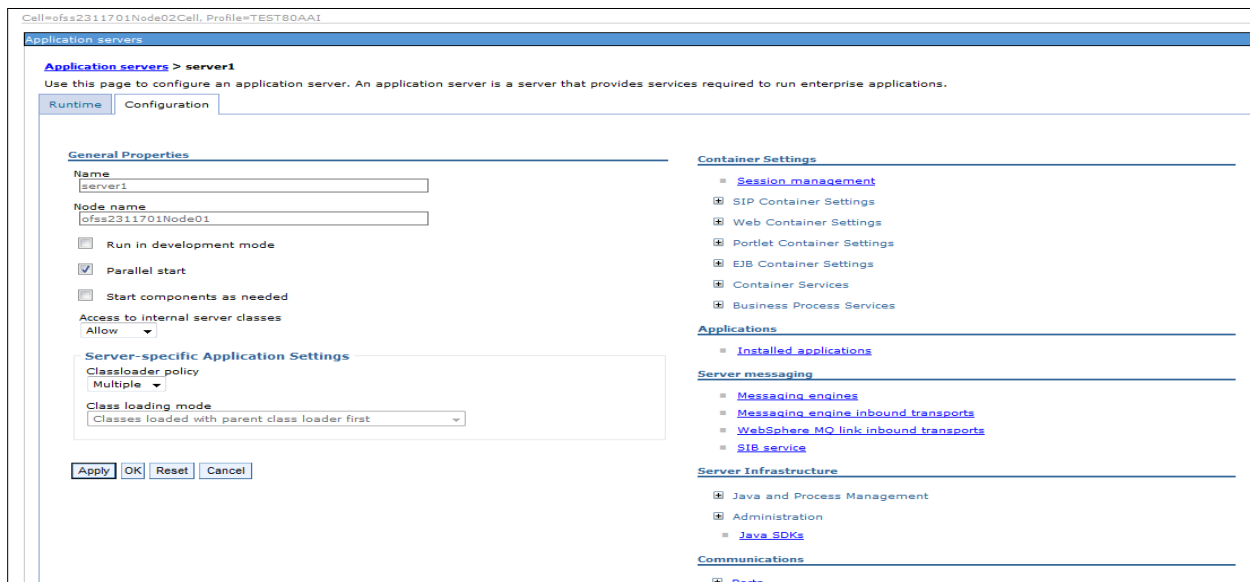 Cell=ofss2311701Node02Cell, Profile=TEST80AAI
Application servers
Application servers > server1
Use this page to configure an application server. An application server is a server that provides services required to run enterprise applications.
Runtime Configuration
General Properties
Name
server1
Node name
ofss2311701Node01
Run in development mode
Parallel start
Start components as needed
Access to internal server classes
Allow
Server-specific Application Settings
Classloader policy
Multiple
Class loading mode
Classes loaded with parent class loader first
Apply OK Reset Cancel
Container Settings
Session management
SIP Container Settings
Web Container Settings
Portlet Container Settings
EJB Container Settings
Container Services
Business Process Services
Applications
Installed applications
Server messaging
Messaging engines
Messaging engine inbound transports
WebSphere MQ link inbound transports
SIB service
Server Infrastructure
Java and Process Management
Administration
Java SDKs
Communications